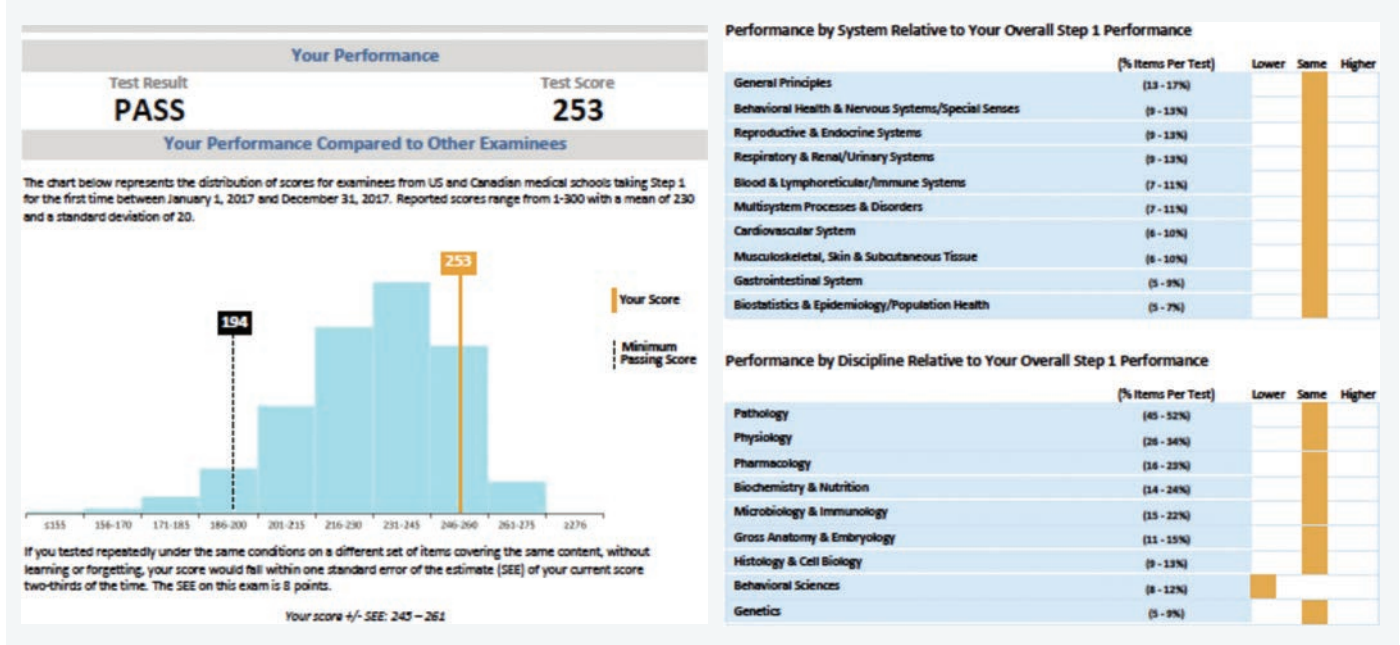 Your Performance
Test Result Test Score
PASS 253
Your Performance Compared to Other Examinees
The chart below represents the distribution of scores for examinees from US and Canadian medical schools taking Step 1
for the first time between January 1, 2017 and December 31, 2017. Reported scores range from 1-300 with a mean of 230
and a standard deviation of 20.
253
194
Your Score
Minimum
Passing Score
≤155 156-170 171-185 186-200 201-215 216-230 231-245 246-260 261-275 ≥276
If you tested repeatedly under the same conditions on a different set of items covering the same content, without
learning or forgetting, your score would fall within one standard error of the estimate (SEE) of your current score
two-thirds of the time. The SEE on this exam is 8 points.
Your score +/- SEE: 245 – 261
Performance by System Relative to Your Overall Step 1 Performance
(% Items Per Test) Lower Same Higher
General Principles (13 - 17%)
Behavioral Health & Nervous Systems/Special Senses (9 - 13%)
Reproductive & Endocrine Systems (9 - 13%)
Respiratory & Renal/Urinary Systems (9 - 13%)
Blood & Lymphoreticular/Immune Systems (7 - 11%)
Multisystem Processes & Disorders (7 - 11%)
Cardiovascular System (6 - 10%)
Musculoskeletal, Skin & Subcutaneous Tissue (6 - 10%)
Gastrointestinal System (5 - 9%)
Biostatistics & Epidemiology/Population Health (5 - 7%)
Performance by Discipline Relative to Your Overall Step 1 Performance
(% Items Per Test) Lower Same Higher
Pathology (45 - 52%)
Physiology (26 - 34%)
Pharmacology (16 - 23%)
Biochemistry & Nutrition (14 - 24%)
Microbiology & Immunology (15 - 22%)
Gross Anatomy & Embryology (11 - 15%)
Histology & Cell Biology (9 - 13%)
Behavioral Sciences (8 - 12%)
Genetics (5 - 9%)